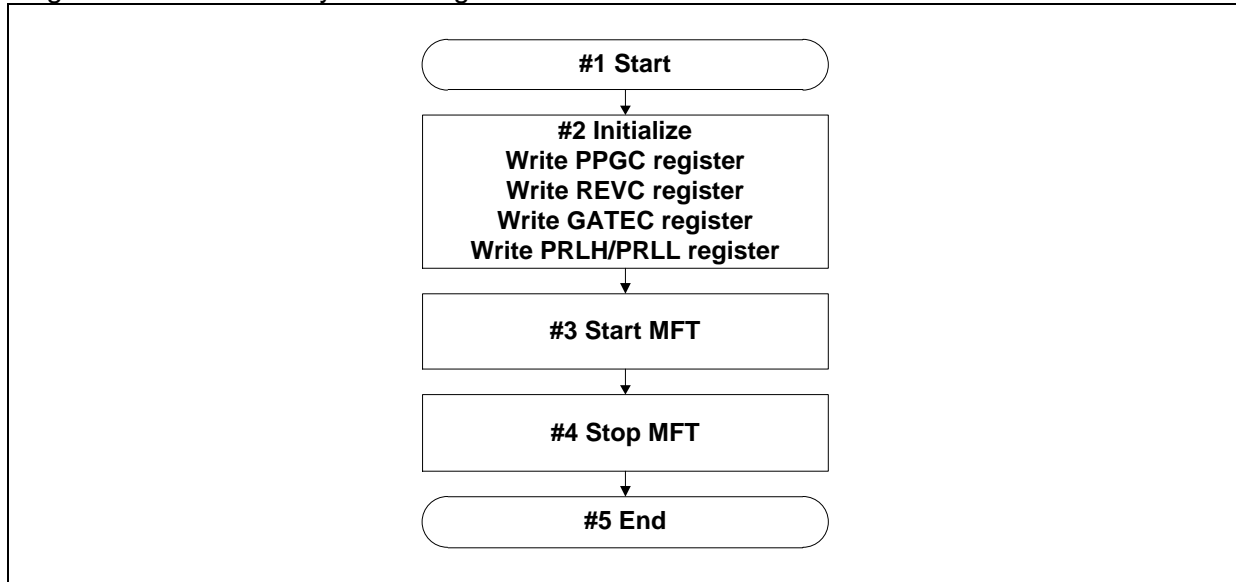 #1 Start
#2 Initialize
Write PPGC register
Write REVC register
Write GATEC register
Write PRLH/PRLL register
#3 Start MFT
#4 Stop MFT
#5 End